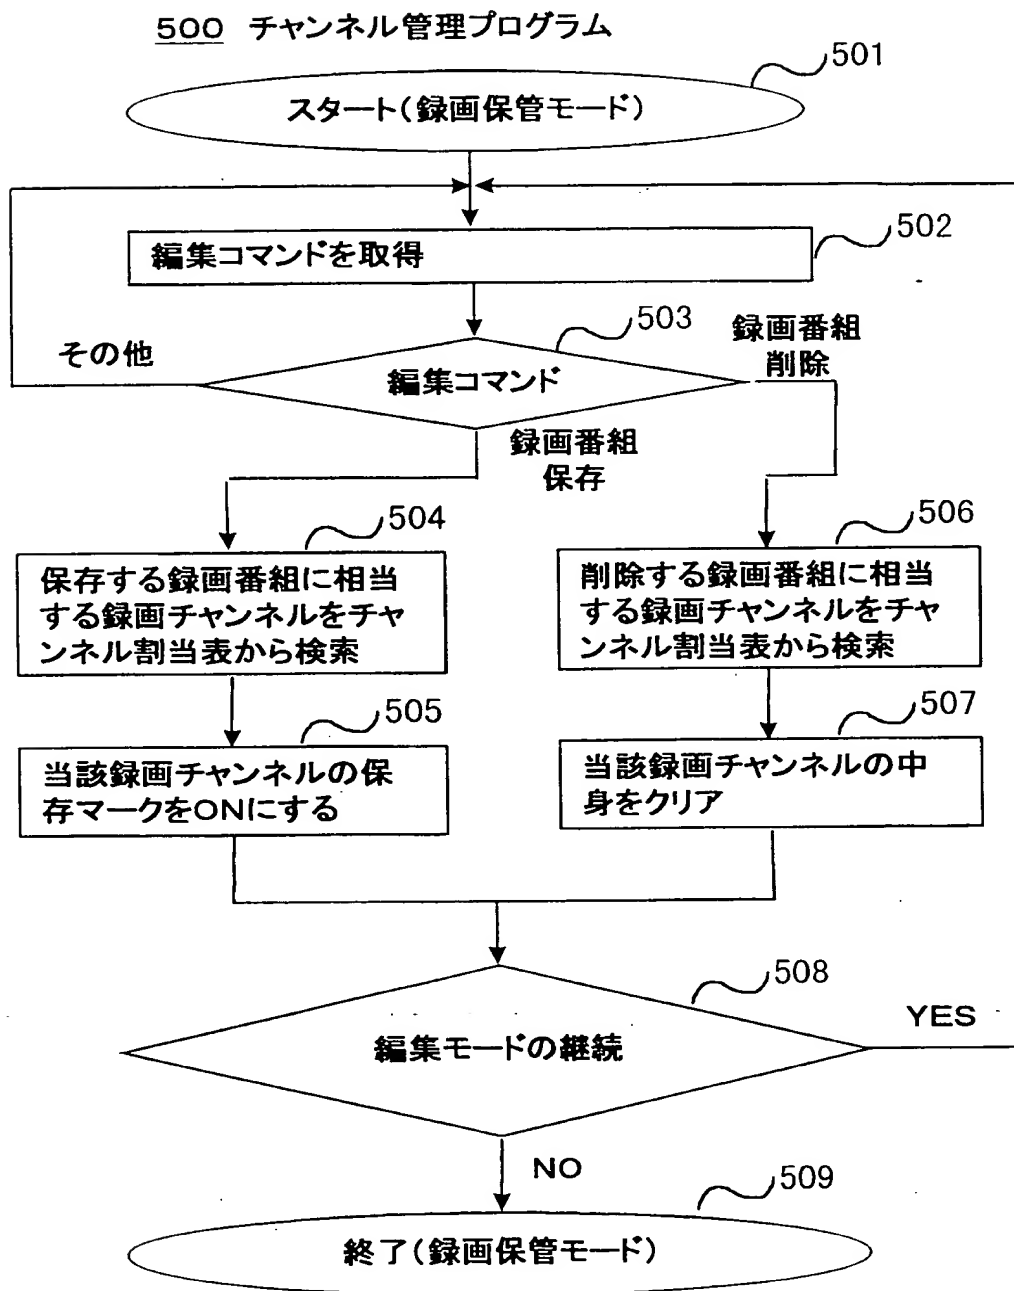 500 チャンネル管理プログラム
501
スタート(録画保管モード)
編集コマンドを取得
502
503
編集コマンド
その他
録画番組
削除
録画番組
保存
504
保存する録画番組に相当
する録画チャンネルをチャ
ンネル割当表から検索
506
削除する録画番組に相当
する録画チャンネルをチャ
ンネル割当表から検索
505
当該録画チャンネルの保
存マークをONにする
507
当該録画チャンネルの中
身をクリア
508
編集モードの継続
YES
NO
509
終了(録画保管モード)